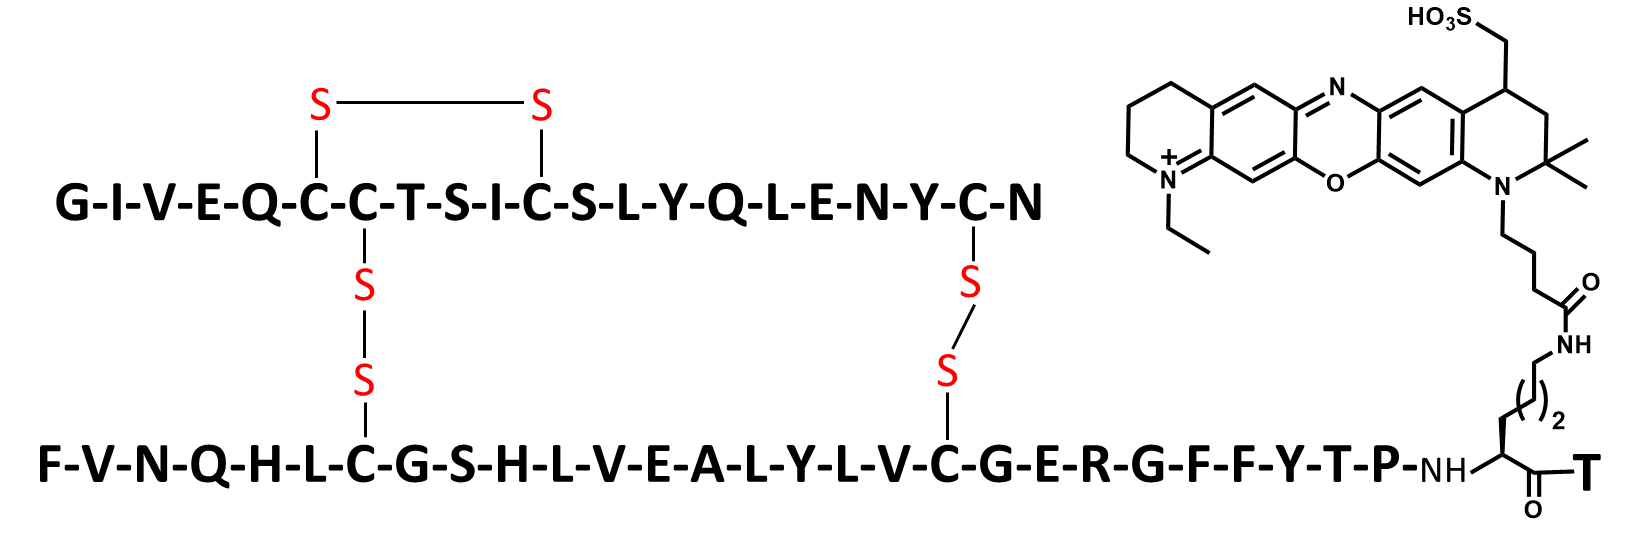 HO3S
N
S S
N+
O
N
G-I-V-E-Q-C-C-T-S-I-C-S-L-Y-Q-L-E-N-Y-C-N
S S
O
NH
S S
2
F-V-N-Q-H-L-C-G-S-H-L-V-E-A-L-Y-L-V-C-G-E-R-G-F-F-Y-T-P-NH T
O